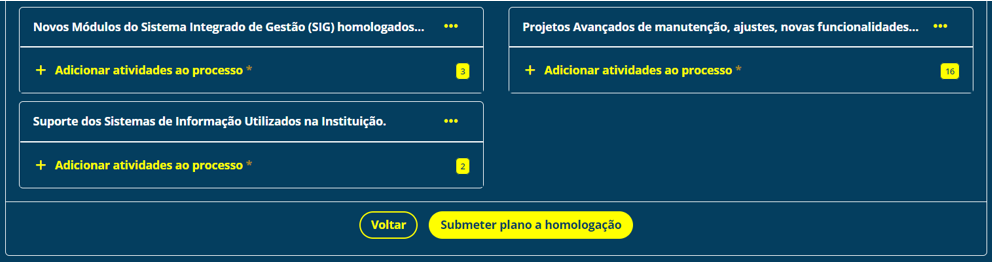 Novos Módulos do Sistema Integrado de Gestão (SIG) homologados...
+ Adicionar atividades ao processo *
3
Projetos Avançados de manutenção, ajustes, novas funcionalidades...
+ Adicionar atividades ao processo *
16
Suporte dos Sistemas de Informação Utilizados na Instituição.
+ Adicionar atividades ao processo *
2
Voltar
Submeter plano a homologação